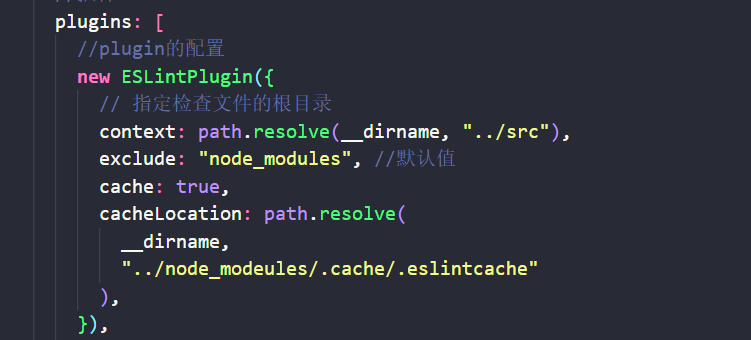 plugins: [
//plugin的配置
new ESLintPlugin({
// 指定检查文件的根目录
context: path.resolve(__dirname, "../src"),
exclude: "node_modules", //默认值
cache: true,
cacheLocation: path.resolve(
__dirname,
"../node_modeules/.cache/.eslintcache"
),
}),